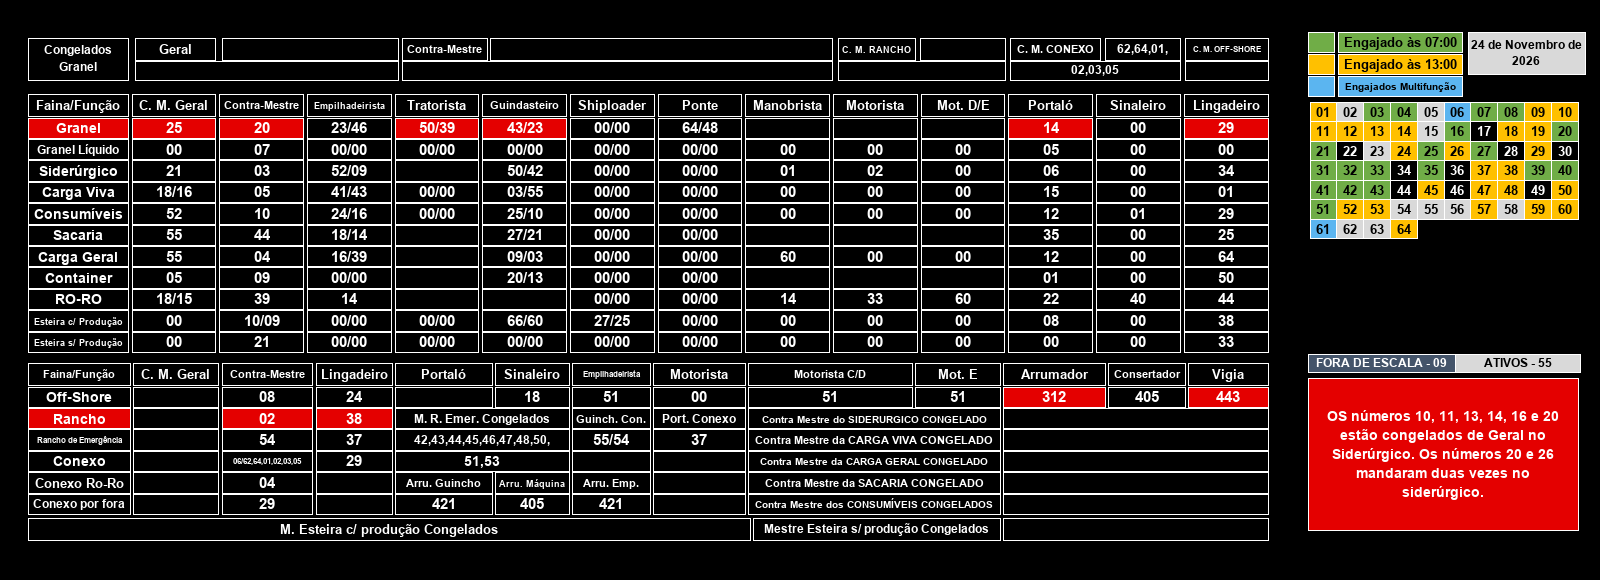 Congelados Granel | Geral | Contra-Mestre | C. M. RANCHO | C. M. CONEXO | 62,64,01, | C. M. OFF-SHORE
02,03,05
Faina/Função | C. M. Geral | Contra-Mestre | Empilhadeirista | Tratorista | Guindasteiro | Shiploader | Ponte | Manobrista | Motorista | Mot. D/E | Portaló | Sinaleiro | Lingadeiro
Granel | 25 | 20 | 23/46 | 50/39 | 43/23 | 00/00 | 64/48 | 14 | 00 | 29
Granel Líquido | 00 | 07 | 00/00 | 00/00 | 00/00 | 00/00 | 00/00 | 00 | 00 | 00 | 05 | 00 | 00
Siderúrgico | 21 | 03 | 52/09 | 50/42 | 00/00 | 00/00 | 01 | 02 | 00 | 06 | 00 | 34
Carga Viva | 18/16 | 05 | 41/43 | 00/00 | 03/55 | 00/00 | 00/00 | 00 | 00 | 00 | 15 | 00 | 01
Consumíveis | 52 | 10 | 24/16 | 00/00 | 25/10 | 00/00 | 00/00 | 00 | 00 | 00 | 12 | 01 | 29
Sacaria | 55 | 44 | 18/14 | 27/21 | 00/00 | 00/00 | 35 | 00 | 25
Carga Geral | 55 | 04 | 16/39 | 09/03 | 00/00 | 00/00 | 60 | 00 | 00 | 12 | 00 | 64
Container | 05 | 09 | 00/00 | 20/13 | 00/00 | 00/00 | 01 | 00 | 50
RO-RO | 18/15 | 39 | 14 | 00/00 | 00/00 | 14 | 33 | 60 | 22 | 40 | 44
Esteira c/ Produção | 00 | 10/09 | 00/00 | 00/00 | 66/60 | 27/25 | 00/00 | 00 | 00 | 00 | 08 | 00 | 38
Esteira s/ Produção | 00 | 21 | 00/00 | 00/00 | 00/00 | 00/00 | 00/00 | 00 | 00 | 00 | 00 | 00 | 33
Faina/Função | C. M. Geral | Contra-Mestre | Lingadeiro | Portaló | Sinaleiro | Empilhadeirista | Motorista | Motorista C/D | Mot. E | Arrumador | Consertador | Vigia
Off-Shore | 08 | 24 | 18 | 51 | 00 | 51 | 51 | 312 | 405 | 443
Rancho | 02 | 38 | M. R. Emer. Congelados | Guinch. Con. | Port. Conexo | Contra Mestre do SIDERURGICO CONGELADO
Rancho de Emergência | 54 | 37 | 42,43,44,45,46,47,48,50, | 55/54 | 37 | Contra Mestre da CARGA VIVA CONGELADO
Conexo | 06/62,64,01,02,03,05 | 29 | 51,53 | Contra Mestre da CARGA GERAL CONGELADO
Conexo Ro-Ro | 04 | Arru. Guincho | Arru. Máquina | Arru. Emp. | Contra Mestre da SACARIA CONGELADO
Conexo por fora | 29 | 421 | 405 | 421 | Contra Mestre dos CONSUMÍVEIS CONGELADOS
M. Esteira c/ produção Congelados | Mestre Esteira s/ produção Congelados
Engajado às 07:00
Engajado às 13:00
Engajados Multifunção
24 de Novembro de
2026
01 02 03 04 05 06 07 08 09 10
11 12 13 14 15 16 17 18 19 20
21 22 23 24 25 26 27 28 29 30
31 32 33 34 35 36 37 38 39 40
41 42 43 44 45 46 47 48 49 50
51 52 53 54 55 56 57 58 59 60
61 62 63 64
FORA DE ESCALA - 09 | ATIVOS - 55
OS números 10, 11, 13, 14, 16 e 20
estão congelados de Geral no
Siderúrgico. Os números 20 e 26
mandaram duas vezes no
siderúrgico.